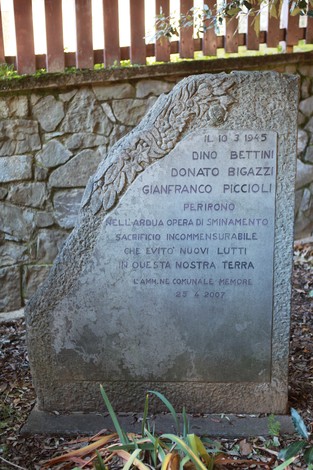 IL 10 3 1945
DINO BETTINI
DONATO BIGAZZI
GIANFRANCO PICCIOLI
PERIRONO
NELL'ARDUA OPERA DI SMINAMENTO
SACRIFICIO INCOMMENSURABILE
CHE EVITO' NUOVI LUTTI
IN QUESTA NOSTRA TERRA
L'AMM.NE COMUNALE MEMORE
25 4 2007